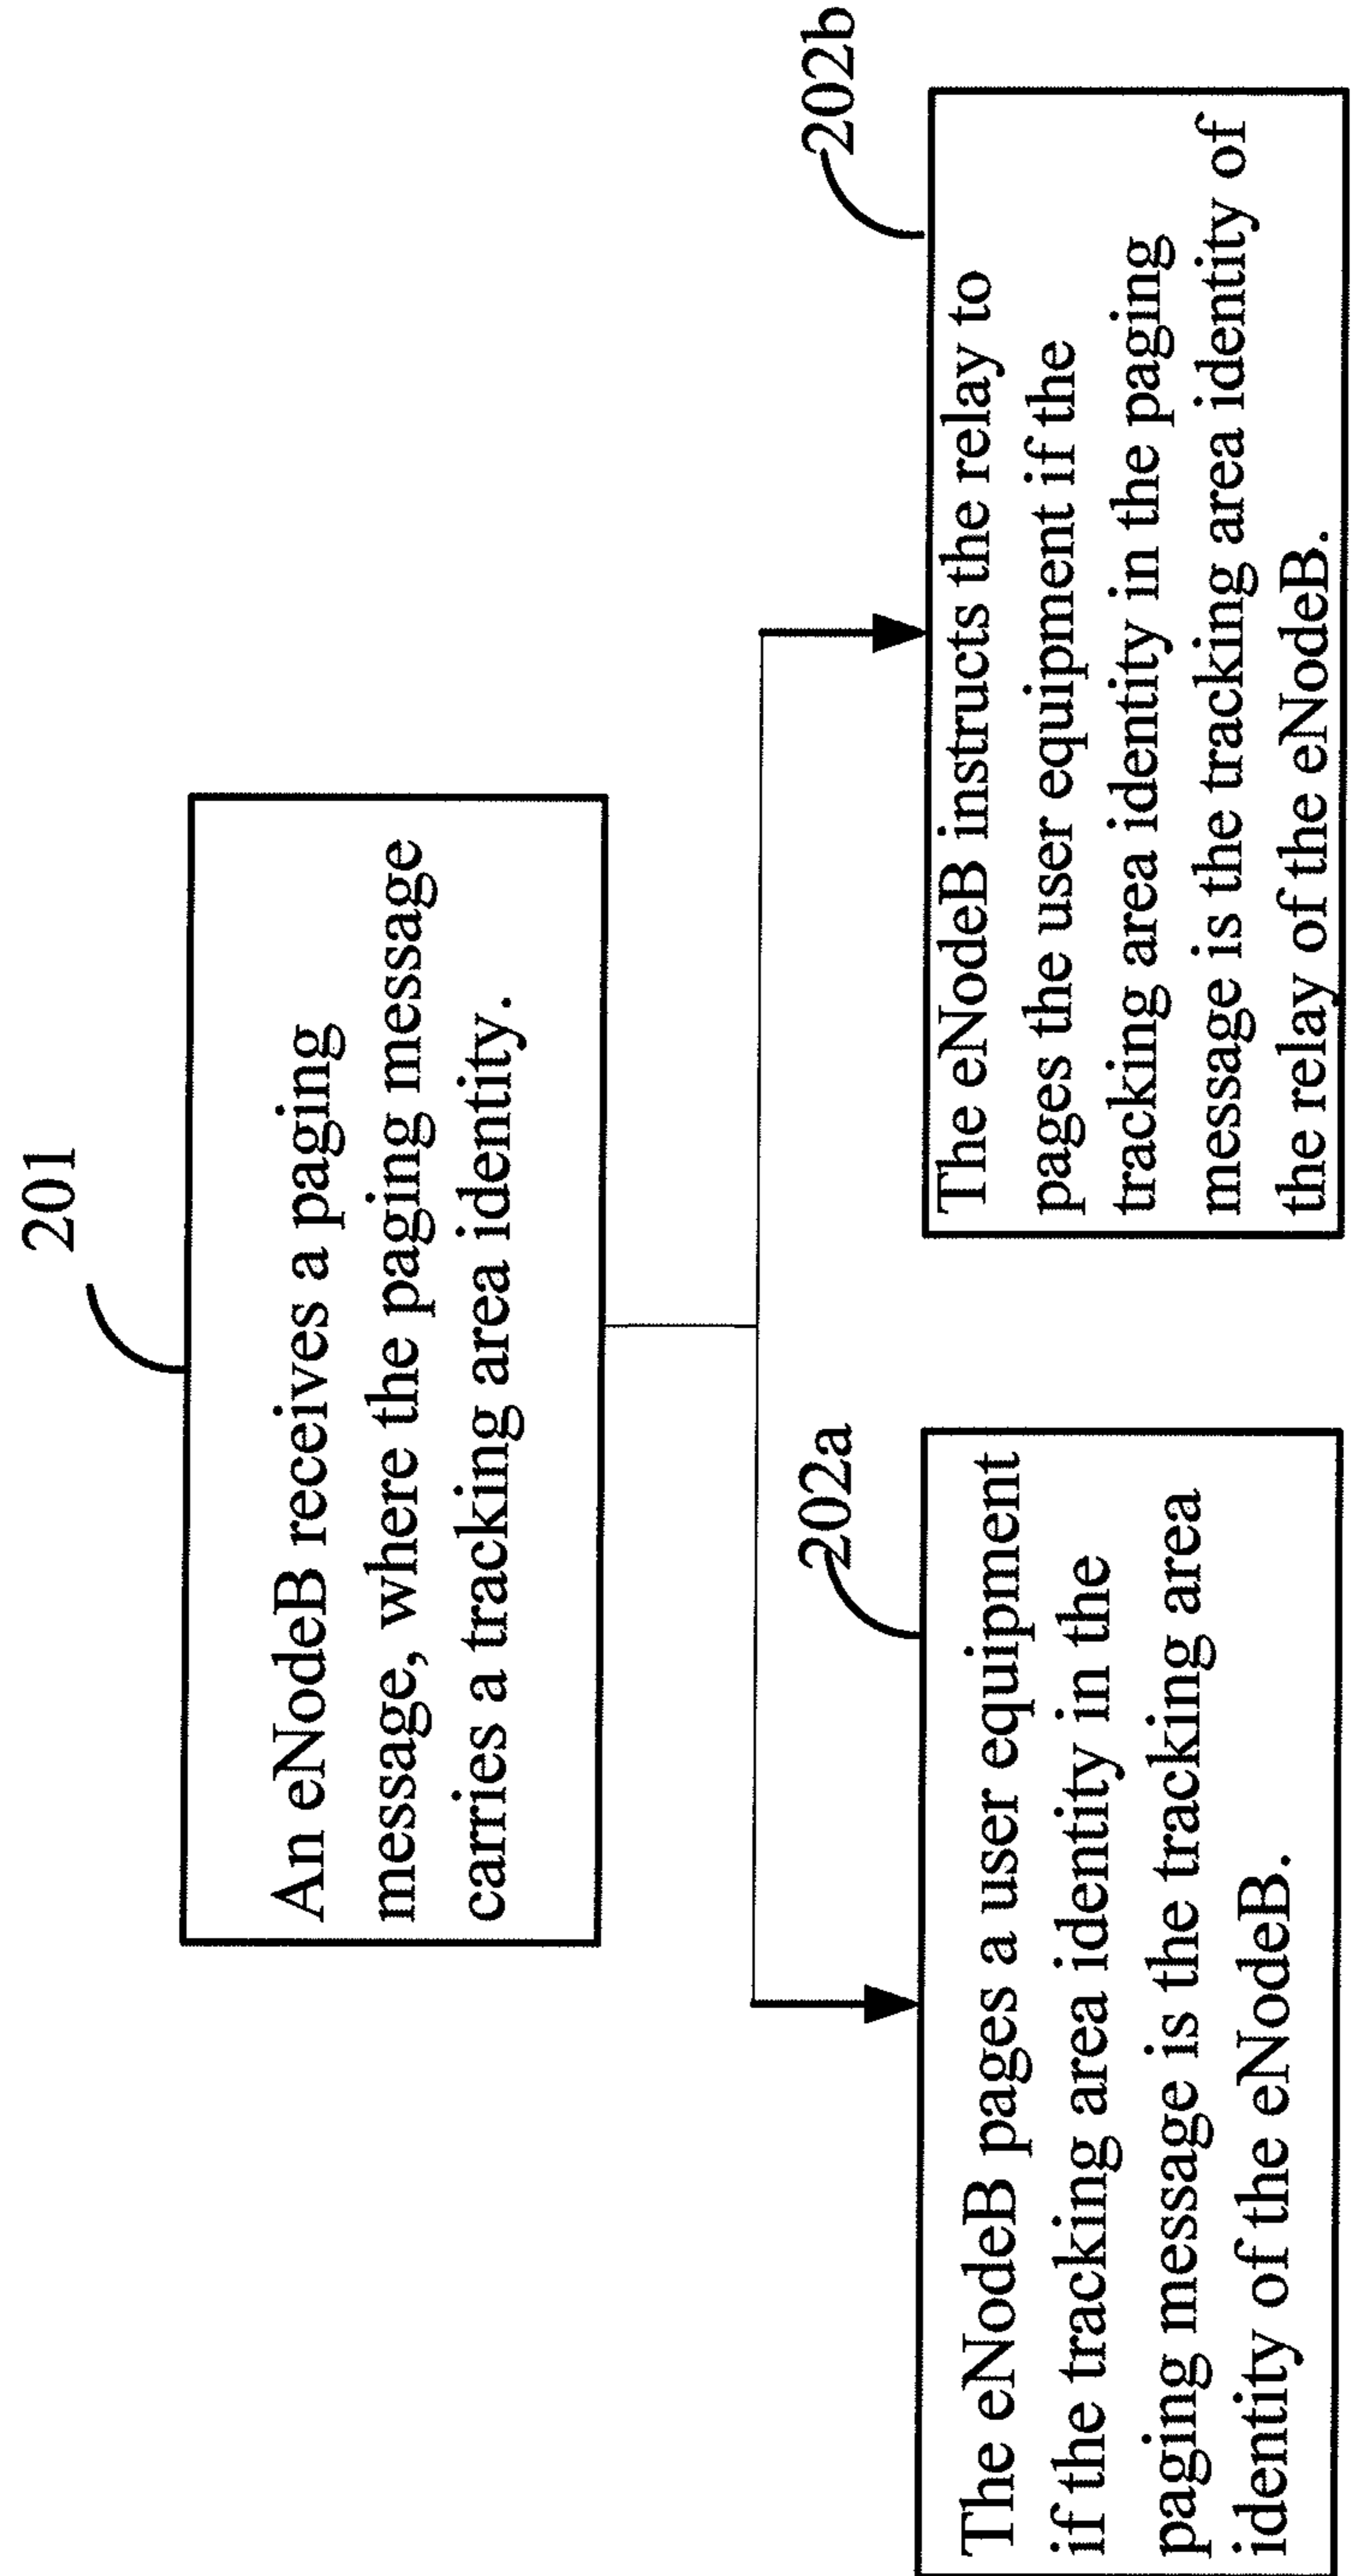 201
An eNodeB receives a paging
message, where the paging message
carries a tracking area identity.
202a
The eNodeB pages a user equipment
if the tracking area identity in the
paging message is the tracking area
identity of the eNodeB.
202b
The eNodeB instructs the relay to
pages the user equipment if the
tracking area identity in the paging
message is the tracking area identity of
the relay of the eNodeB.